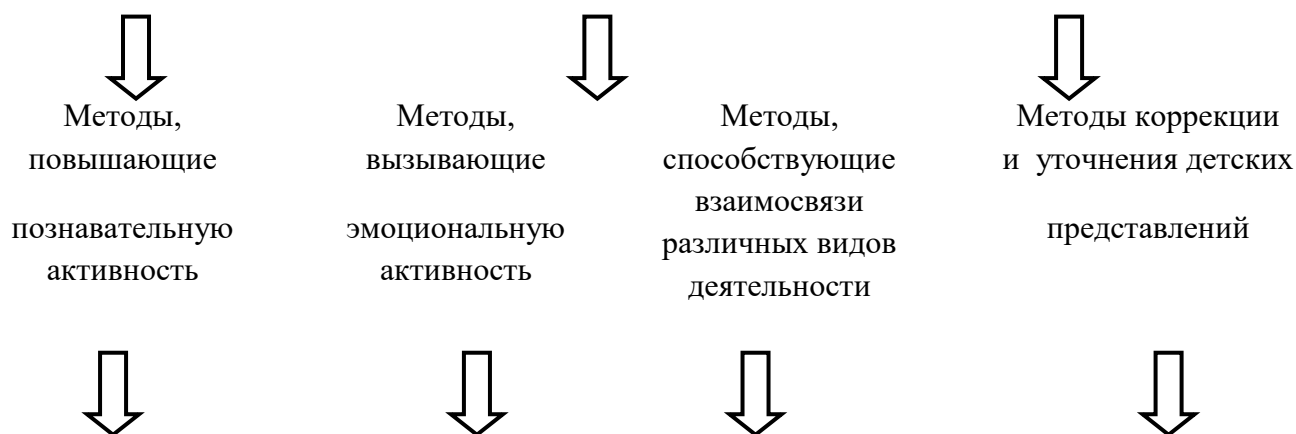 Методы,
повышающие
познавательную
активность
Методы,
вызывающие
эмоциональную
активность
Методы,
способствующие
взаимосвязи
различных видов
деятельности
Методы коррекции
и уточнения детских
представлений